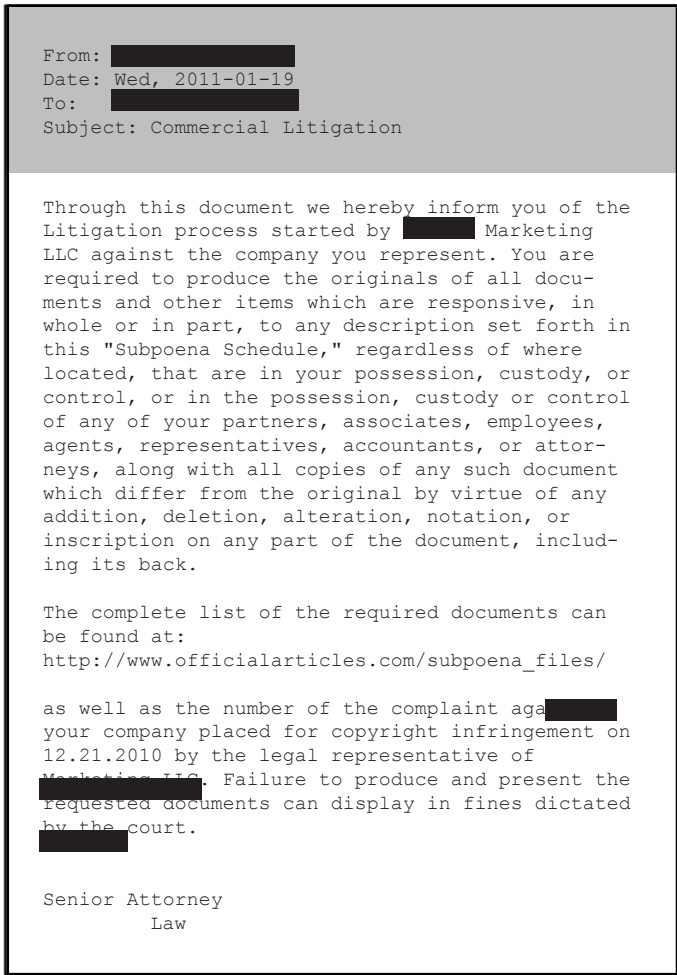 From:
Date: Wed, 2011-01-19
To:
Subject: Commercial Litigation
Through this document we hereby inform you of the
Litigation process started by Marketing
LLC against the company you represent. You are
required to produce the originals of all docu-
ments and other items which are responsive, in
whole or in part, to any description set forth in
this "Subpoena Schedule," regardless of where
located, that are in your possession, custody, or
control, or in the possession, custody or control
of any of your partners, associates, employees,
agents, representatives, accountants, or attor-
neys, along with all copies of any such document
which differ from the original by virtue of any
addition, deletion, alteration, notation, or
inscription on any part of the document, includ-
ing its back.
The complete list of the required documents can
be found at:
http://www.officialarticles.com/subpoena_files/
as well as the number of the complaint aga
your company placed for copyright infringement on
12.21.2010 by the legal representative of
Marketing LLC. Failure to produce and present the
requested documents can display in fines dictated
by the court.
Senior Attorney
Law